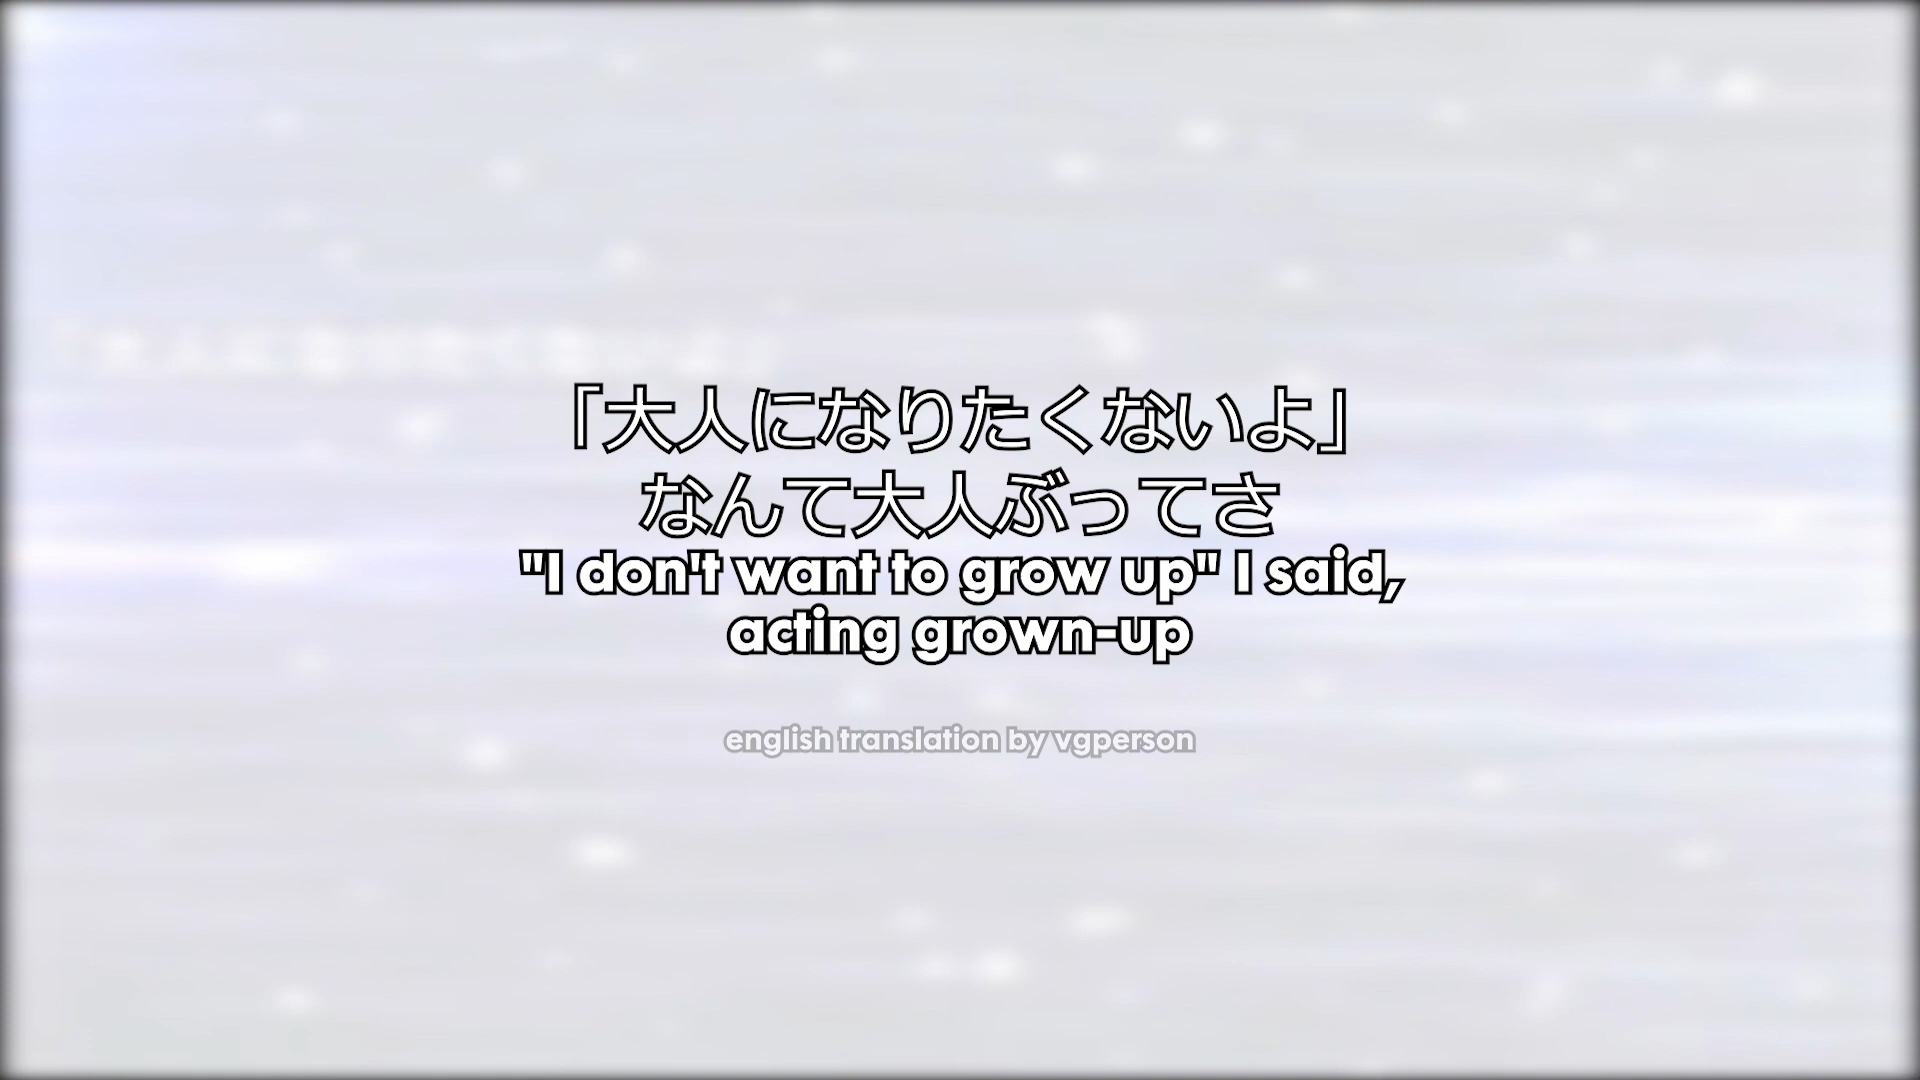 「大人になりたくないよ」
なんて大人ぶってさ
"I don't want to grow up" I said,
acting grown-up
english translation by vgperson